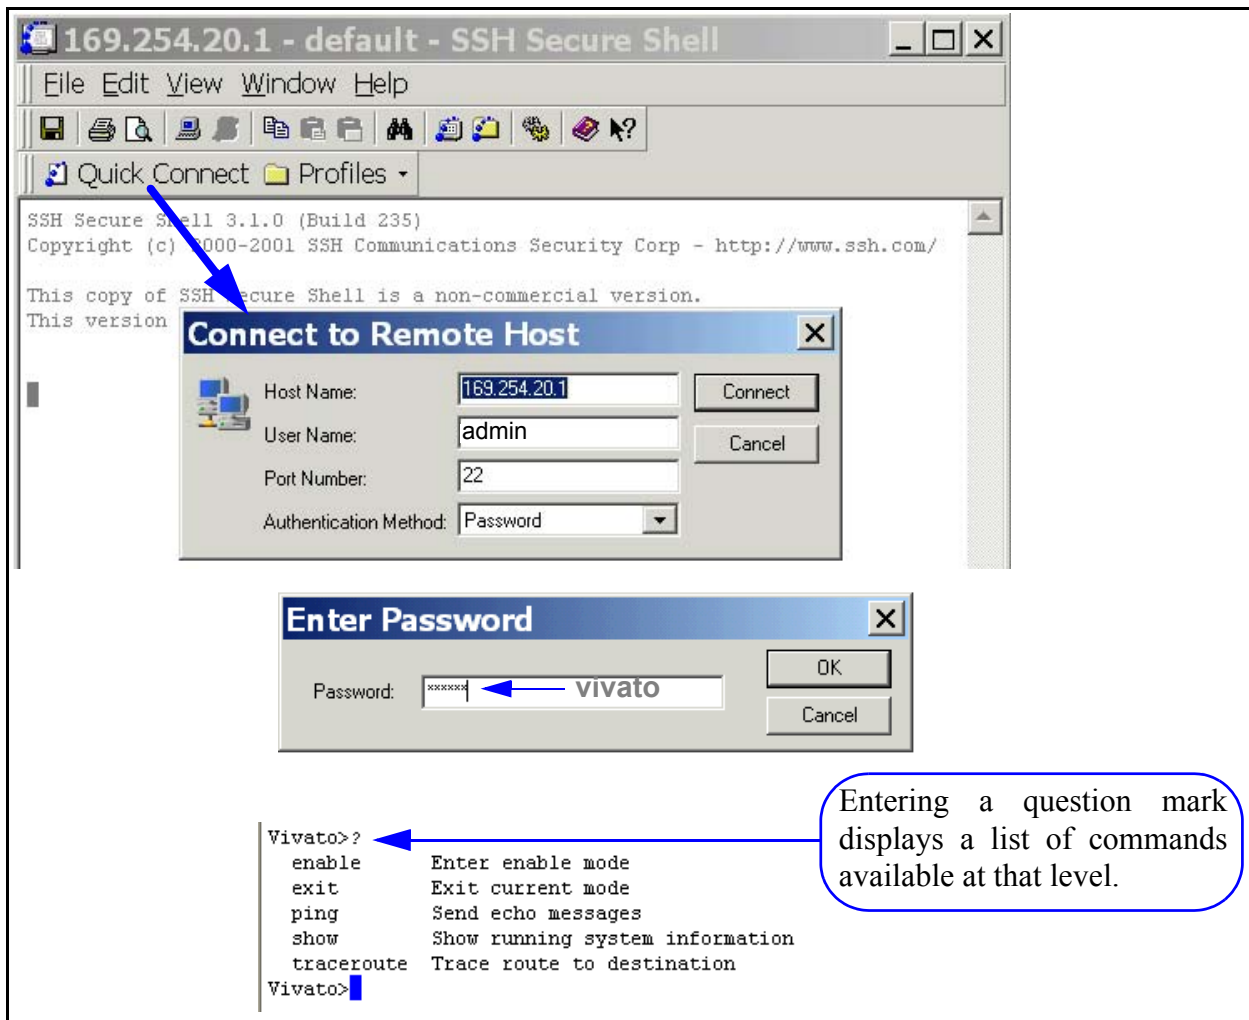 169.254.20.1 - default - SSH Secure Shell
File Edit View Window Help
Quick Connect Profiles
SSH Secure Shell 3.1.0 (Build 235)
Copyright (c) 2000-2001 SSH Communications Security Corp - http://www.ssh.com/
This copy of SSH Secure Shell is a non-commercial version.
This version
Connect to Remote Host
Host Name: 169.254.20.1 Connect
User Name: admin Cancel
Port Number: 22
Authentication Method: Password
Enter Password
OK
Password: xxxxxx vivato
Cancel
Entering a question mark
displays a list of commands
available at that level.
Vivato>?
enable Enter enable mode
exit Exit current mode
ping Send echo messages
show Show running system information
traceroute Trace route to destination
Vivato>